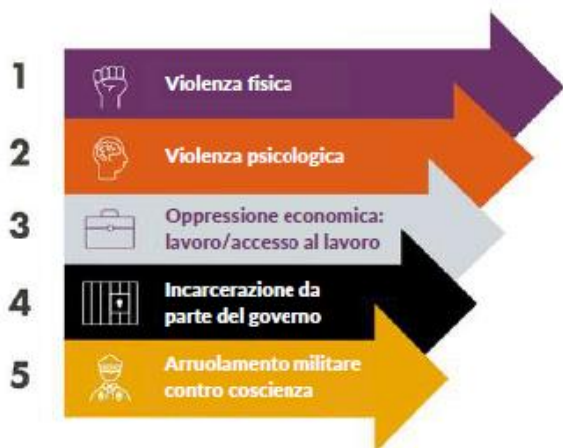 1
Violenza fisica
2
Violenza psicologica
3
Oppressione economica:
lavoro/accesso al lavoro
4
Incarcerazione da
parte del governo
5
Arruolamento militare
contro coscienza